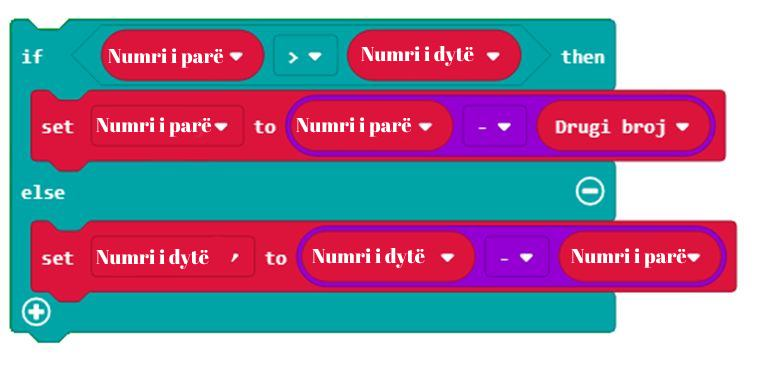 if Numri i parë > Numri i dytë then
set Numri i parë to Numri i parë - Drugi broj
else
set Numri i dytë to Numri i dytë - Numri i parë